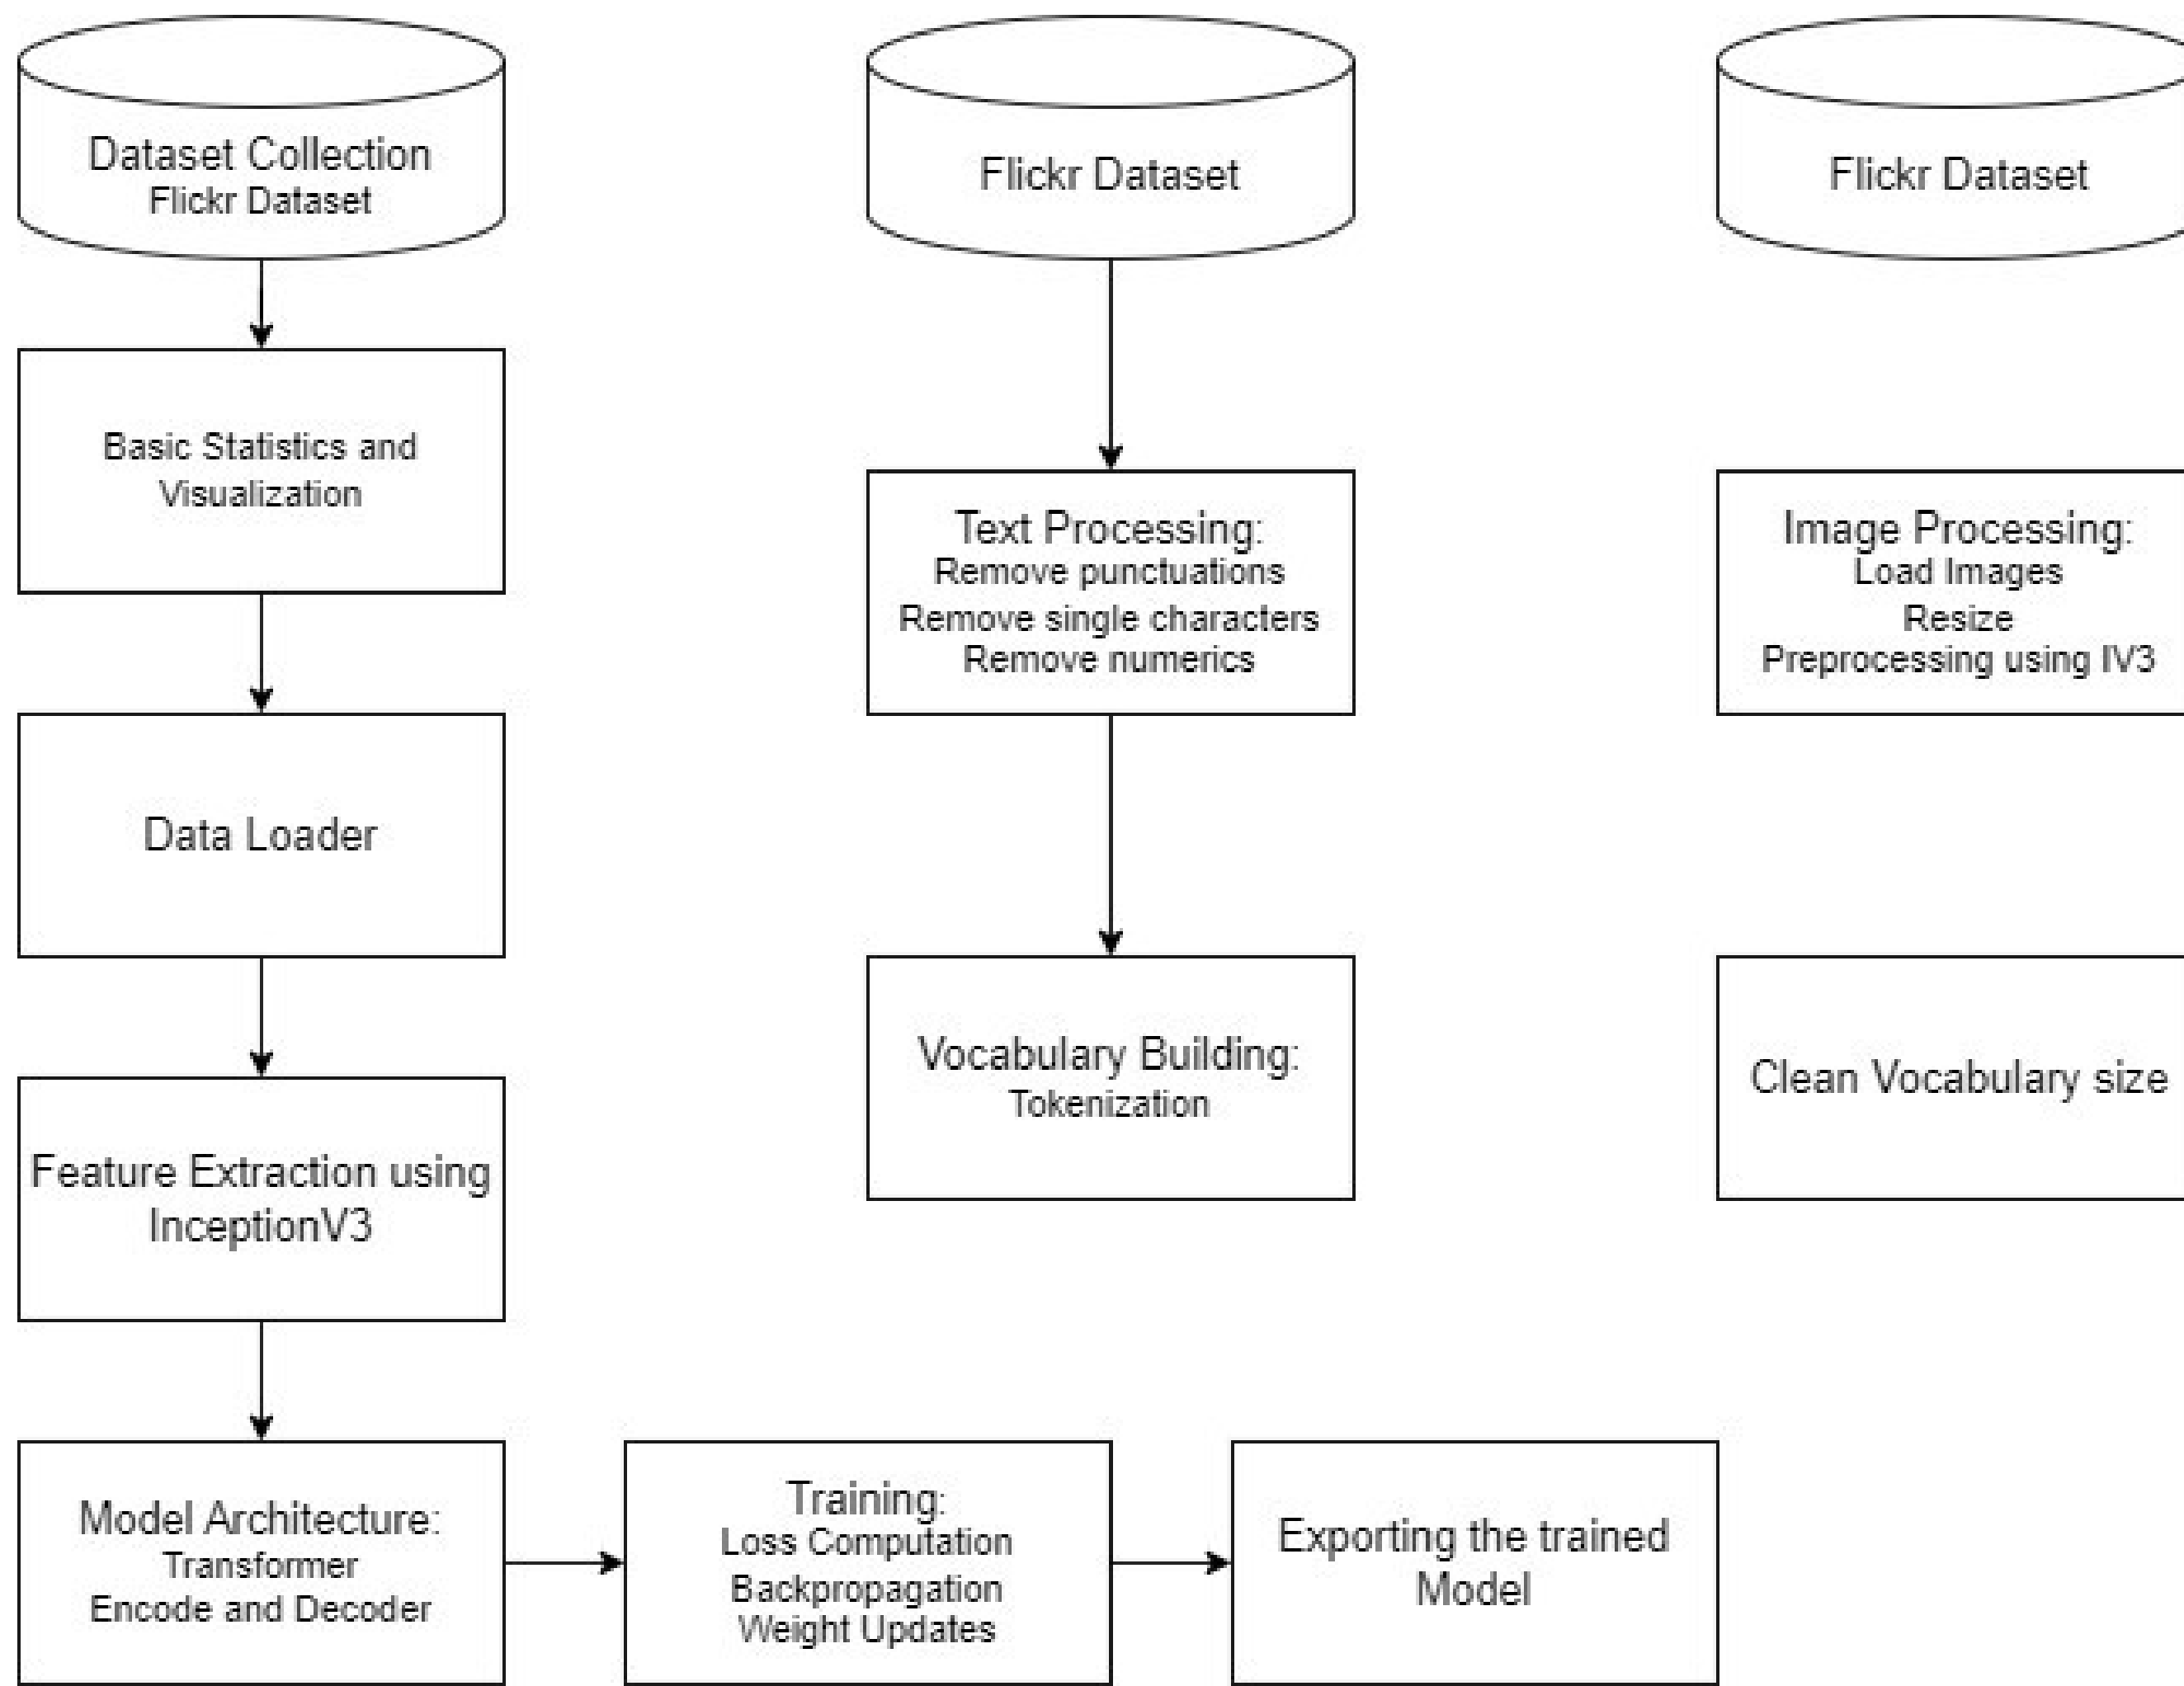 Dataset Collection
Flickr Dataset
Flickr Dataset
Flickr Dataset
Basic Statistics and
Visualization
Text Processing:
Remove punctuations
Remove single characters
Remove numerics
Image Processing:
Load Images
Resize
Preprocessing using IV3
Data Loader
Vocabulary Building:
Tokenization
Clean Vocabulary size
Feature Extraction using
InceptionV3
Model Architecture:
Transformer
Encode and Decoder
Training:
Loss Computation
Backpropagation
Weight Updates
Exporting the trained
Model